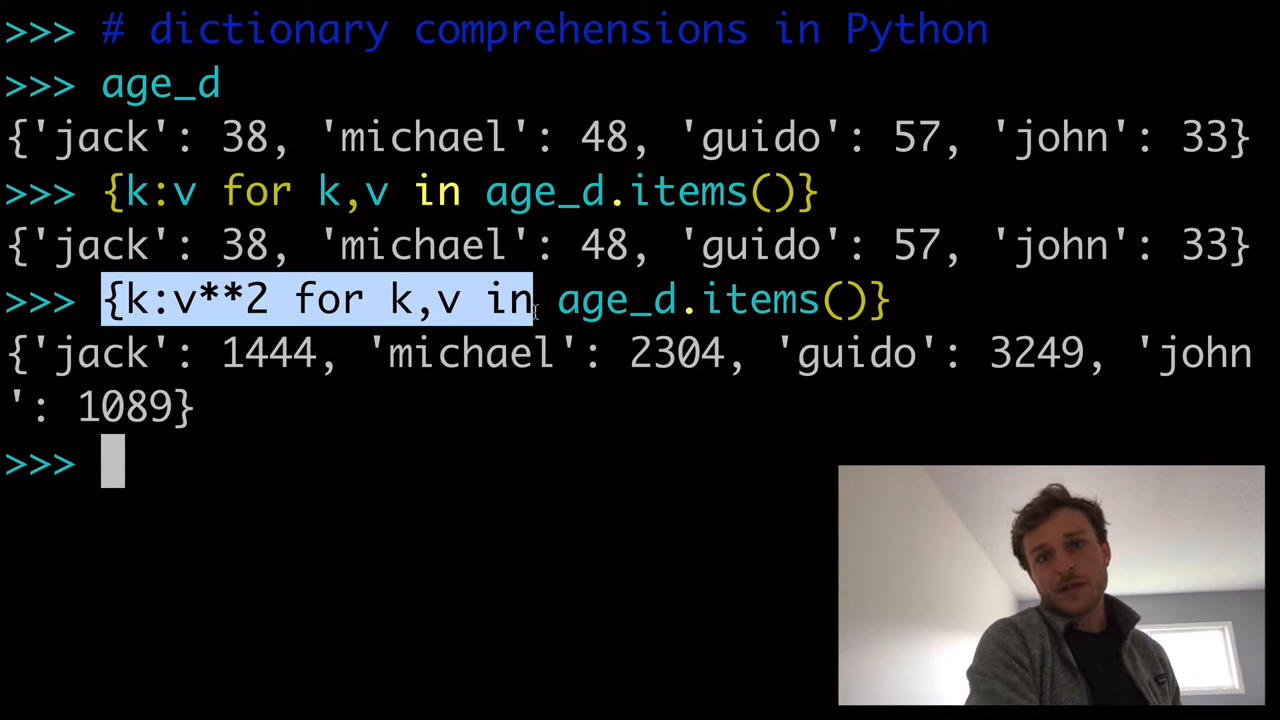 >>> # dictionary comprehensions in Python
>>> age_d
{'jack': 38, 'michael': 48, 'guido': 57, 'john': 33}
>>> {k:v for k,v in age_d.items()}
{'jack': 38, 'michael': 48, 'guido': 57, 'john': 33}
>>> {k:v**2 for k,v in age_d.items()}
{'jack': 1444, 'michael': 2304, 'guido': 3249, 'john
': 1089}
>>>